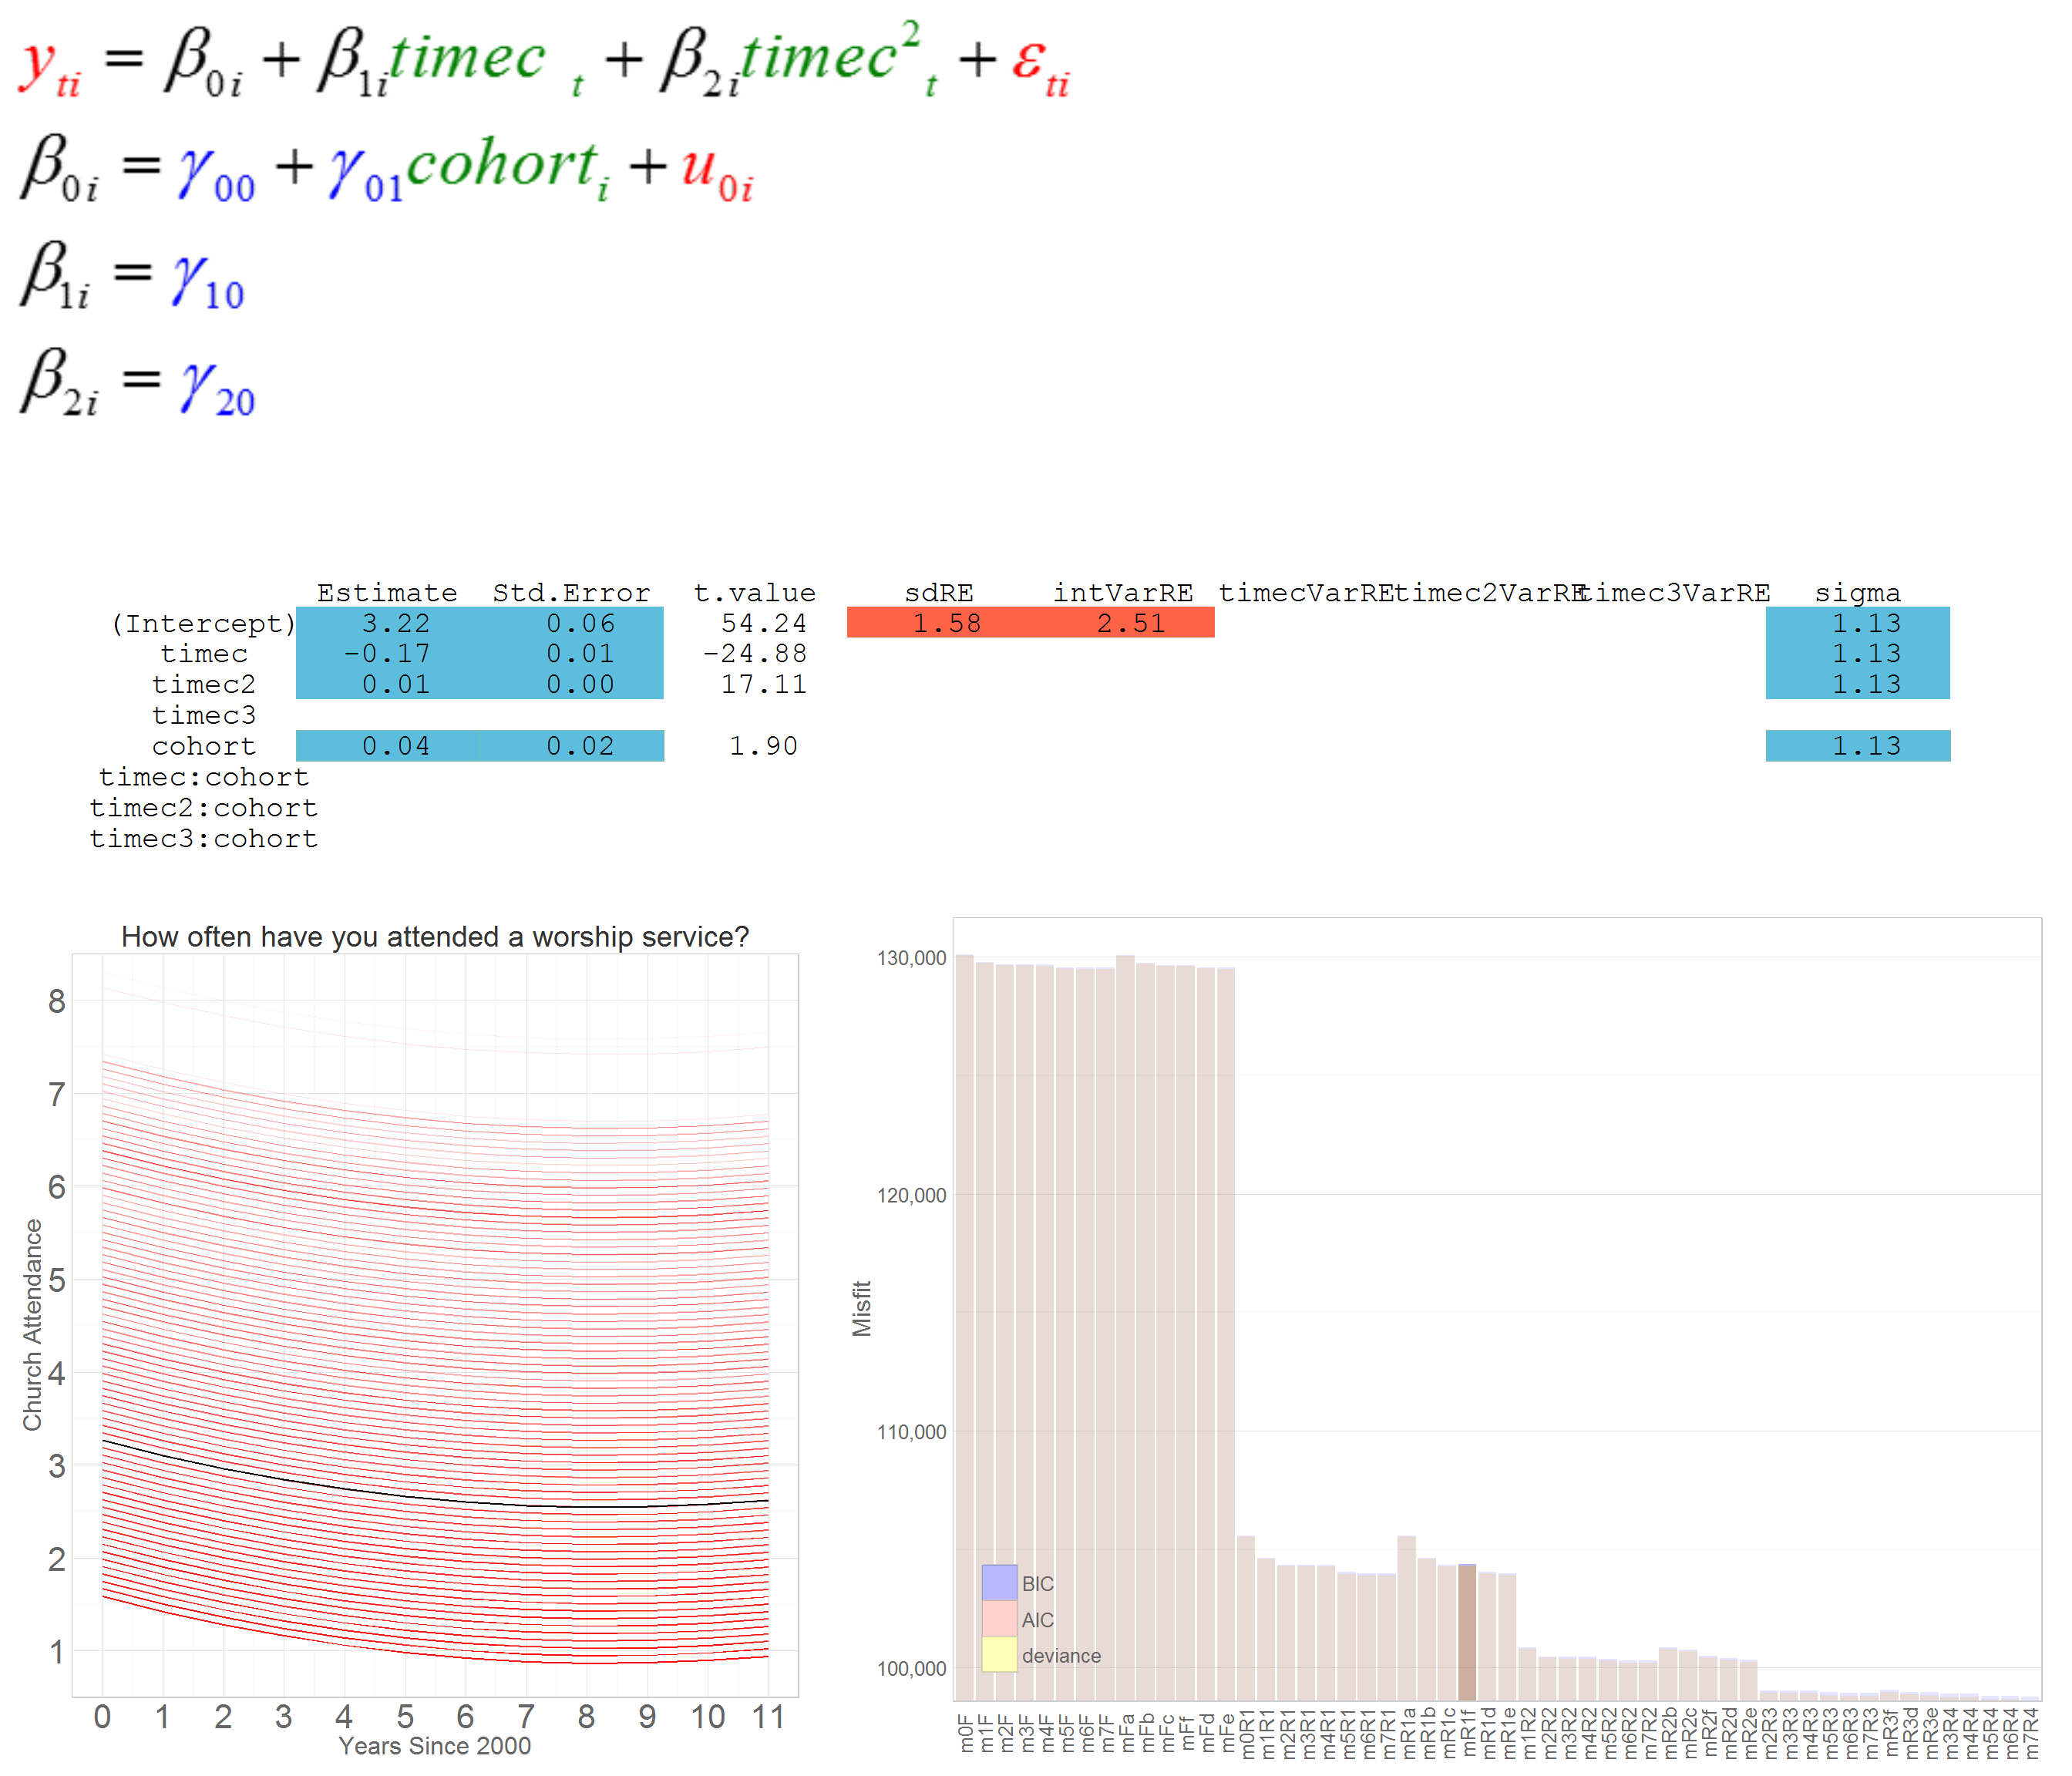 y_ti = β_0i + β_1i timec_t + β_2i timec²_t + ε_ti
β_0i = γ_00 + γ_01 cohort_i + u_0i
β_1i = γ_10
β_2i = γ_20
Estimate Std.Error t.value sdRE intVarRE timecVarRE timec2VarRE timec3VarRE sigma
(Intercept) 3.22 0.06 54.24 1.58 2.51 1.13
timec -0.17 0.01 -24.88 1.13
timec2 0.01 0.00 17.11 1.13
timec3
cohort 0.04 0.02 1.90 1.13
timec:cohort
timec2:cohort
timec3:cohort
How often have you attended a worship service?
Church Attendance
8
7
6
5
4
3
2
1
0 1 2 3 4 5 6 7 8 9 10 11
Years Since 2000
Misfit
130,000
120,000
110,000
100,000
BIC
AIC
deviance
m0F m1F m2F m3F m4F m5F m6F m7F mFa mFb mFc mFf mFd mFe m0R1 m1R1 m2R1 m3R1 m4R1 m5R1 m6R1 m7R1 mR1a mR1b mR1c mR1f mR1d mR1e m1R2 m2R2 m3R2 m4R2 m5R2 m6R2 m7R2 mR2b mR2c mR2f mR2d mR2e m2R3 m3R3 m4R3 m5R3 m6R3 m7R3 mR3f mR3d mR3e m3R4 m4R4 m5R4 m6R4 m7R4